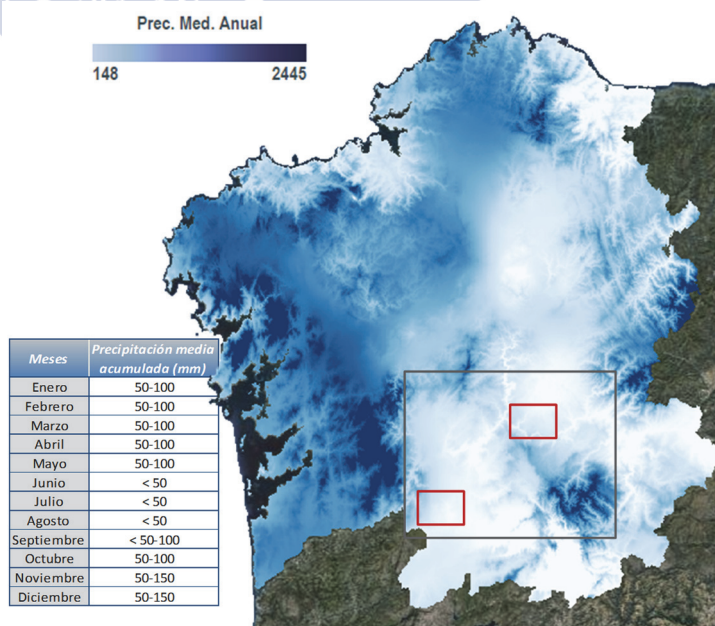 Prec. Med. Anual
148 2445
Meses Precipitación media acumulada (mm)
Enero 50-100
Febrero 50-100
Marzo 50-100
Abril 50-100
Mayo 50-100
Junio < 50
Julio < 50
Agosto < 50
Septiembre < 50-100
Octubre 50-100
Noviembre 50-150
Diciembre 50-150